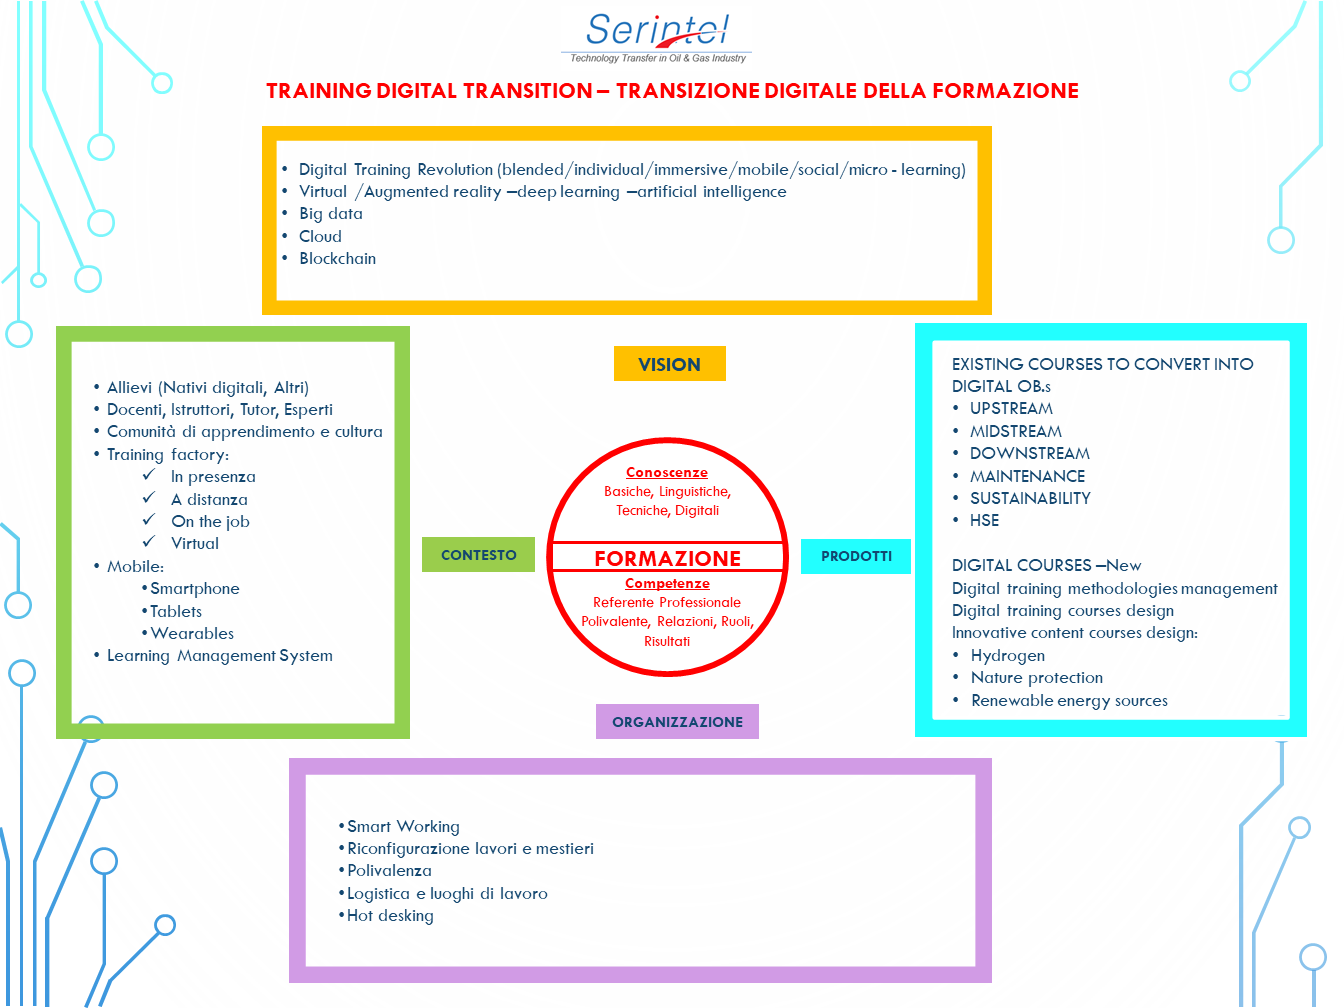 Serintel
Technology Transfer in Oil & Gas Industry
TRAINING DIGITAL TRANSITION – TRANSIZIONE DIGITALE DELLA FORMAZIONE
• Digital Training Revolution (blended/individual/immersive/mobile/social/micro - learning)
• Virtual /Augmented reality –deep learning –artificial intelligence
• Big data
• Cloud
• Blockchain
VISION
• Allievi (Nativi digitali, Altri)
• Docenti, Istruttori, Tutor, Esperti
• Comunità di apprendimento e cultura
• Training factory:
✓ In presenza
✓ A distanza
✓ On the job
✓ Virtual
• Mobile:
•Smartphone
•Tablets
•Wearables
• Learning Management System
CONTESTO
Conoscenze
Basiche, Linguistiche,
Tecniche, Digitali
FORMAZIONE
Competenze
Referente Professionale
Polivalente, Relazioni, Ruoli,
Risultati
PRODOTTI
EXISTING COURSES TO CONVERT INTO
DIGITAL OB.s
• UPSTREAM
• MIDSTREAM
• DOWNSTREAM
• MAINTENANCE
• SUSTAINABILITY
• HSE
DIGITAL COURSES –New
Digital training methodologies management
Digital training courses design
Innovative content courses design:
• Hydrogen
• Nature protection
• Renewable energy sources
ORGANIZZAZIONE
•Smart Working
•Riconfigurazione lavori e mestieri
•Polivalenza
•Logistica e luoghi di lavoro
•Hot desking